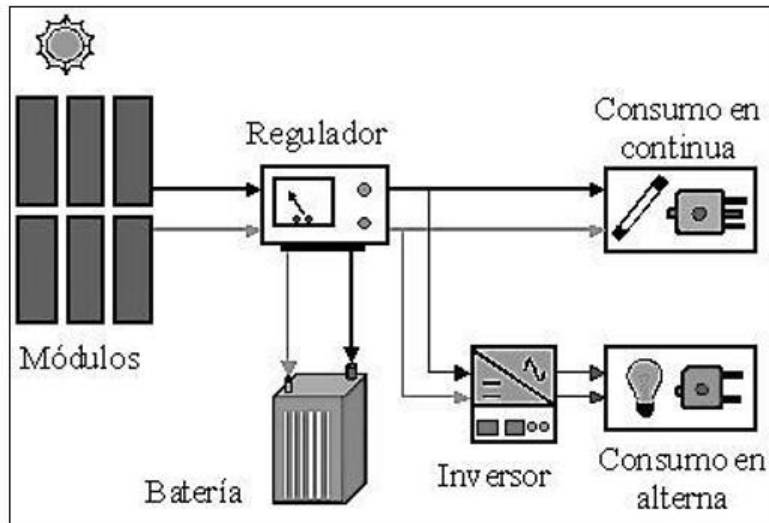 Regulador
Consumo en
continua
Módulos
Batería
Inversor
Consumo en
alterna